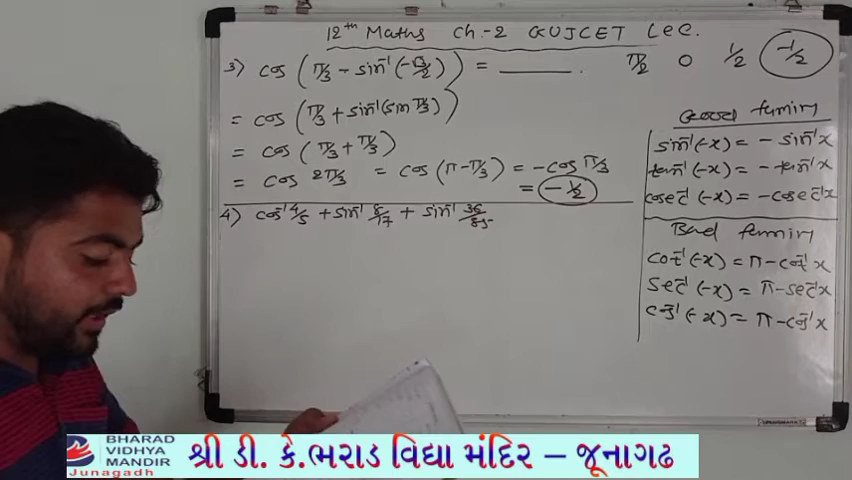 12th Maths Ch.-2 GUJCET Lec.
3) cos (π/3 - sin⁻¹(-√3/2)) = ______. π/2 0 1/2 -1/2
= cos (π/3 + sin⁻¹(sin π/3))
= cos (π/3 + π/3)
= cos 2π/3 = cos (π - π/3) = -cos π/3
= -1/2
4) cos⁻¹ 4/5 + sin⁻¹ 8/17 + sin⁻¹ 36/85
Good family
sin⁻¹(-x) = - sin⁻¹x
tan⁻¹(-x) = - tan⁻¹x
cosec⁻¹(-x) = -cosec⁻¹x
Bad family
cot⁻¹(-x) = π - cot⁻¹x
sec⁻¹(-x) = π - sec⁻¹x
cos⁻¹(-x) = π - cos⁻¹x
BHARAD
VIDHYA
MANDIR
Junagadh
શ્રી ડી. કે.ભરાડ વિદ્યા મંદિર – જૂનાગઢ